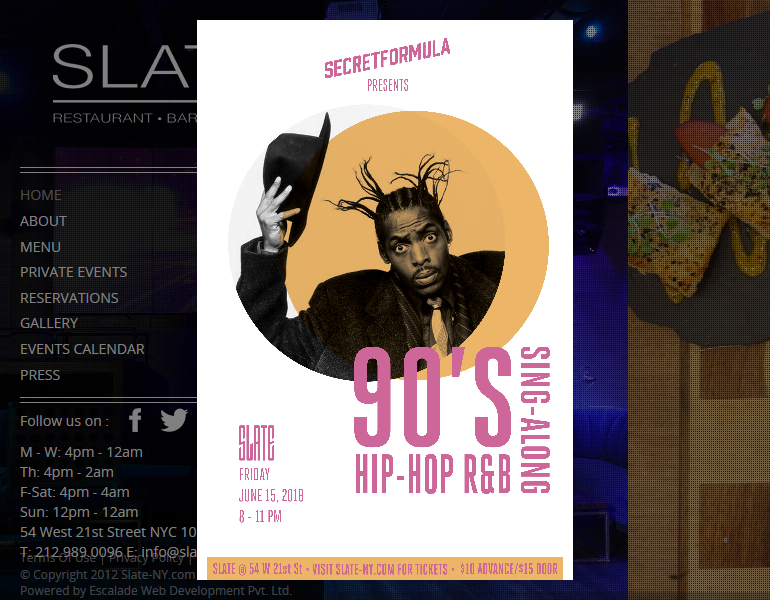 SLAT
RESTAURANT • BAR
HOME
ABOUT
MENU
PRIVATE EVENTS
RESERVATIONS
GALLERY
EVENTS CALENDAR
PRESS
Follow us on :
M - W: 4pm - 12am
Th: 4pm - 2am
F-Sat: 4pm - 4am
Sun: 12pm - 12am
54 West 21st Street NYC 10
T: 212.989.0096 E: info@sla
Terms Of Use | Privacy Policy |
© Copyright 2012 Slate-NY.com
Powered by Escalade Web Development Pvt. Ltd.
SECRETFORMULA
PRESENTS
90'S
SING-ALONG
HIP-HOP R&B
SLATE
FRIDAY
JUNE 15, 2018
8 - 11 PM
SLATE @ 54 W 21st St • VISIT SLATE-NY.COM FOR TICKETS • $10 ADVANCE/$15 DOOR